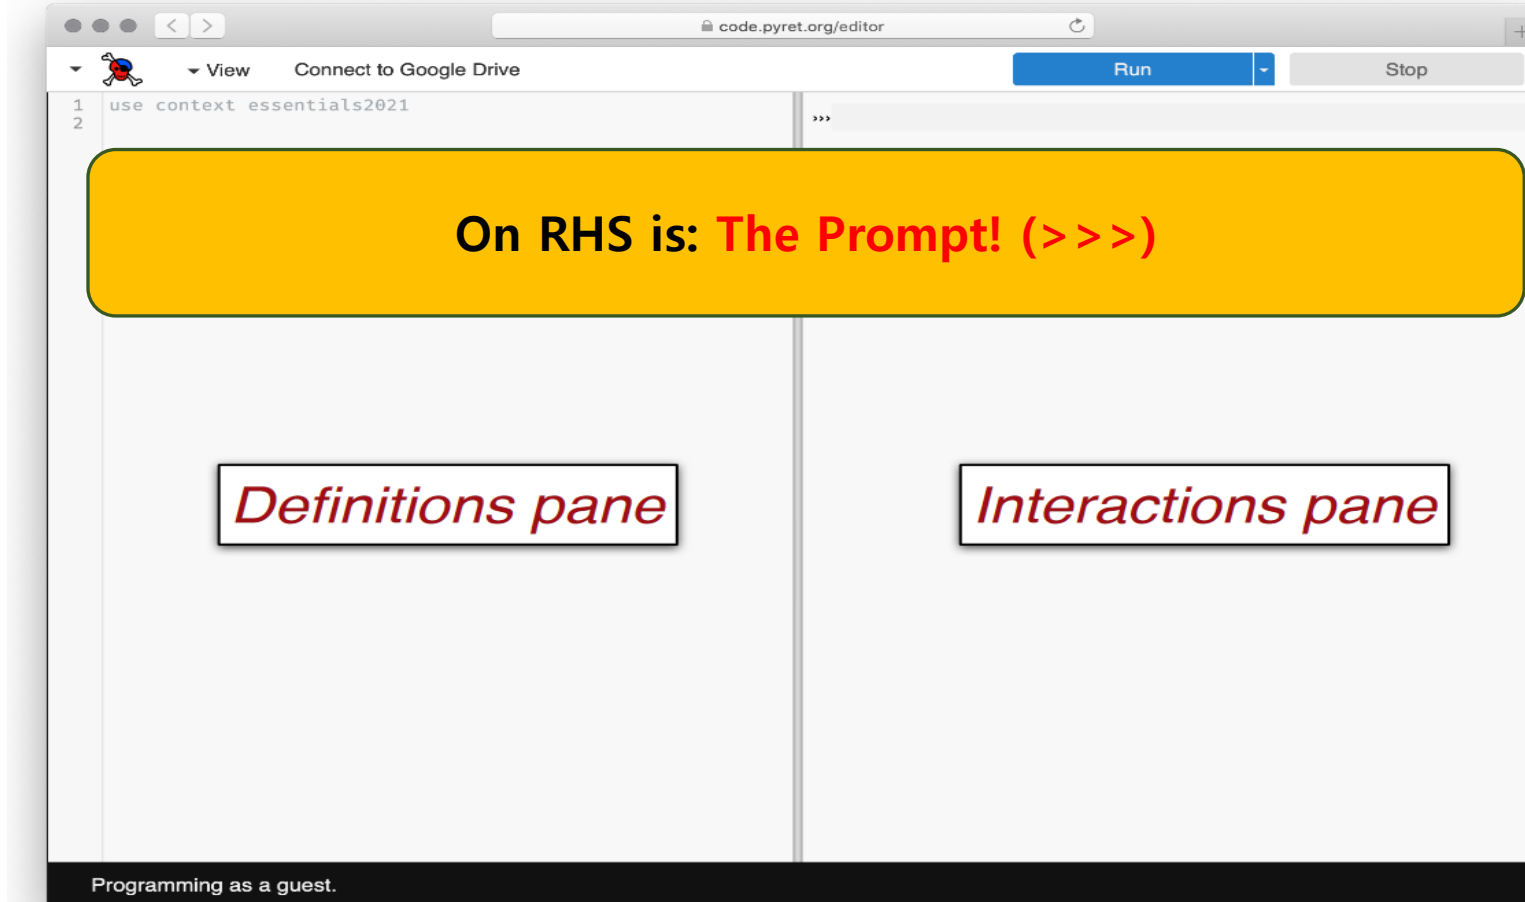 code.pyret.org/editor
View Connect to Google Drive Run Stop
1 use context essentials2021
2
›››
On RHS is: The Prompt! (>>>)
Definitions pane Interactions pane
Programming as a guest.